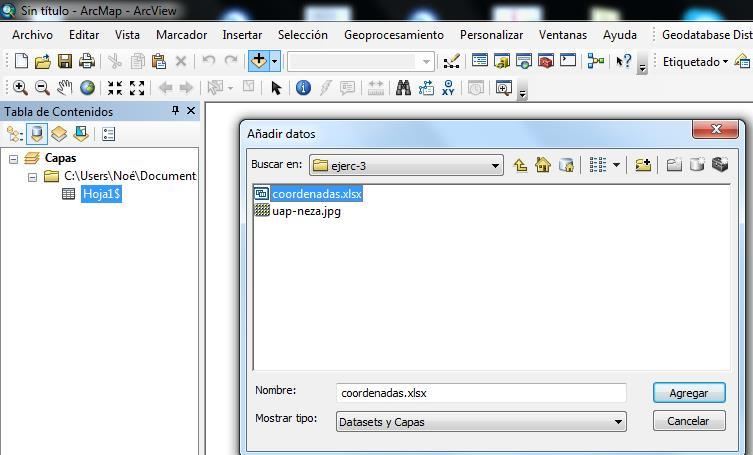 Sin título - ArcMap - ArcView
Archivo Editar Vista Marcador Insertar Selección Geoprocesamiento Personalizar Ventanas Ayuda Geodatabase Dist
Etiquetado
XY
Tabla de Contenidos
Capas
C:\Users\Noé\Document
Hoja1$
Añadir datos
Buscar en: ejerc-3
coordenadas.xlsx
uap-neza.jpg
Nombre: coordenadas.xlsx
Agregar
Mostrar tipo: Datasets y Capas
Cancelar